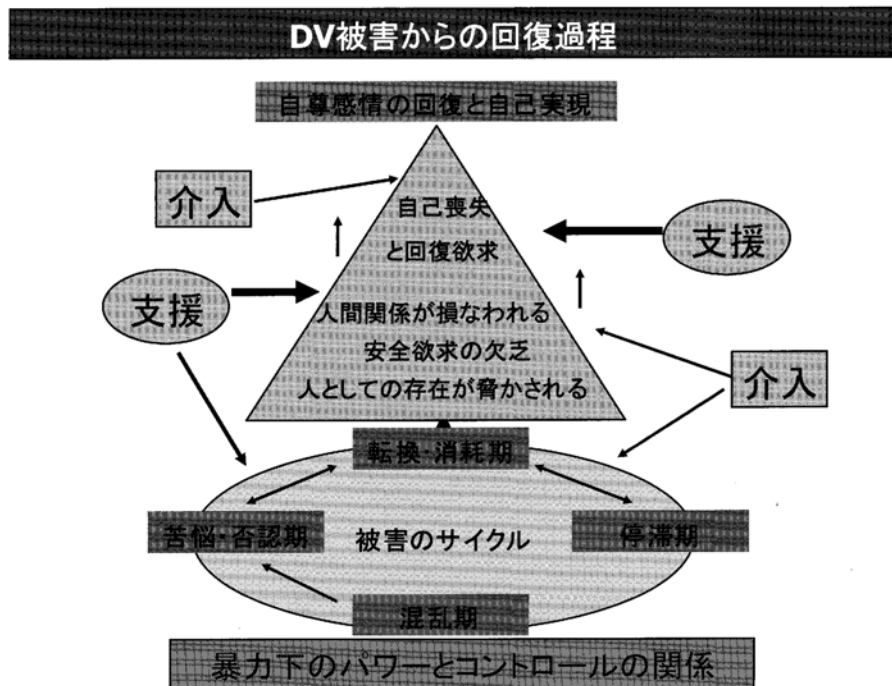 DV被害からの回復過程
自尊感情の回復と自己実現
介入
自己喪失
と回復欲求
支援
支援
人間関係が損なわれる
安全欲求の欠乏
人としての存在が脅かされる
介入
転換・消耗期
苦悩・否認期
被害のサイクル
停滞期
混乱期
暴力下のパワーとコントロールの関係